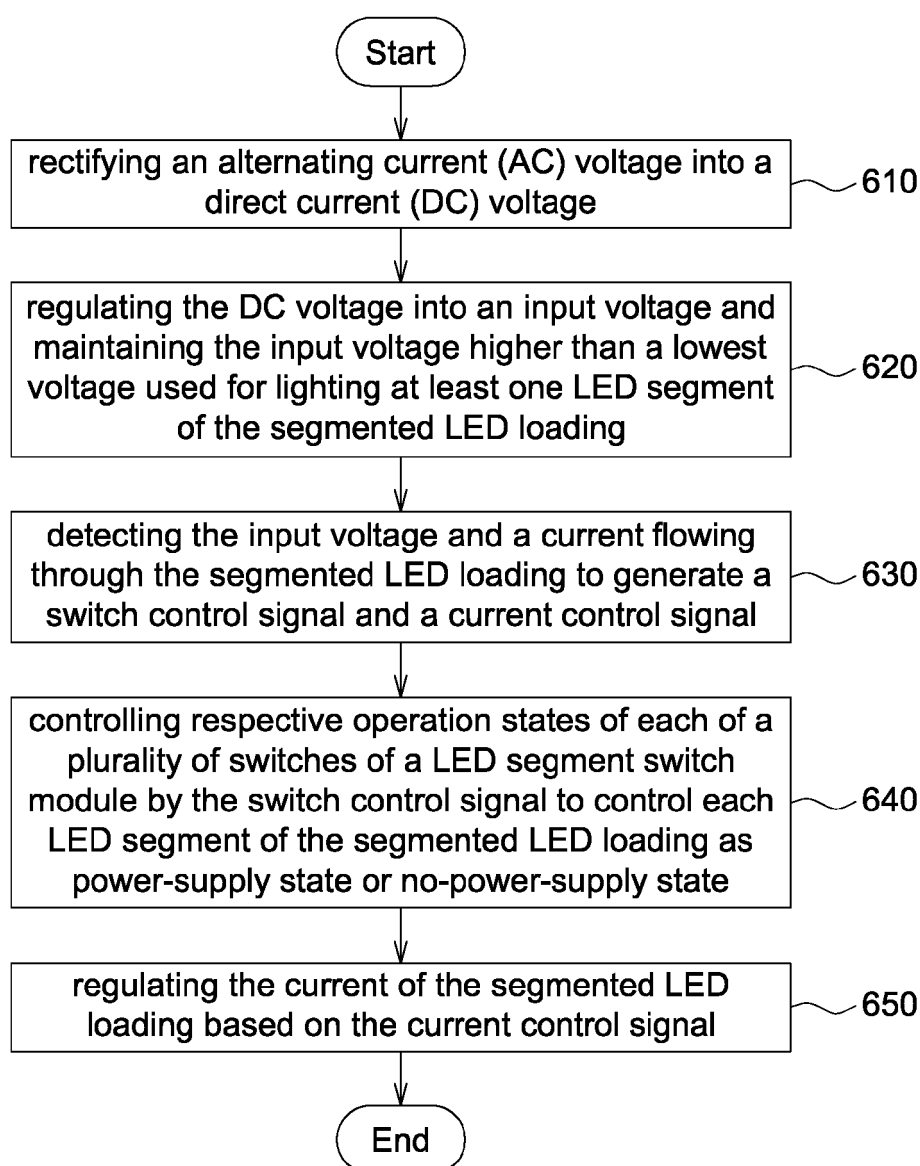 Start
rectifying an alternating current (AC) voltage into a
direct current (DC) voltage
610
regulating the DC voltage into an input voltage and
maintaining the input voltage higher than a lowest
voltage used for lighting at least one LED segment
of the segmented LED loading
620
detecting the input voltage and a current flowing
through the segmented LED loading to generate a
switch control signal and a current control signal
630
controlling respective operation states of each of a
plurality of switches of a LED segment switch
module by the switch control signal to control each
LED segment of the segmented LED loading as
power-supply state or no-power-supply state
640
regulating the current of the segmented LED
loading based on the current control signal
650
End